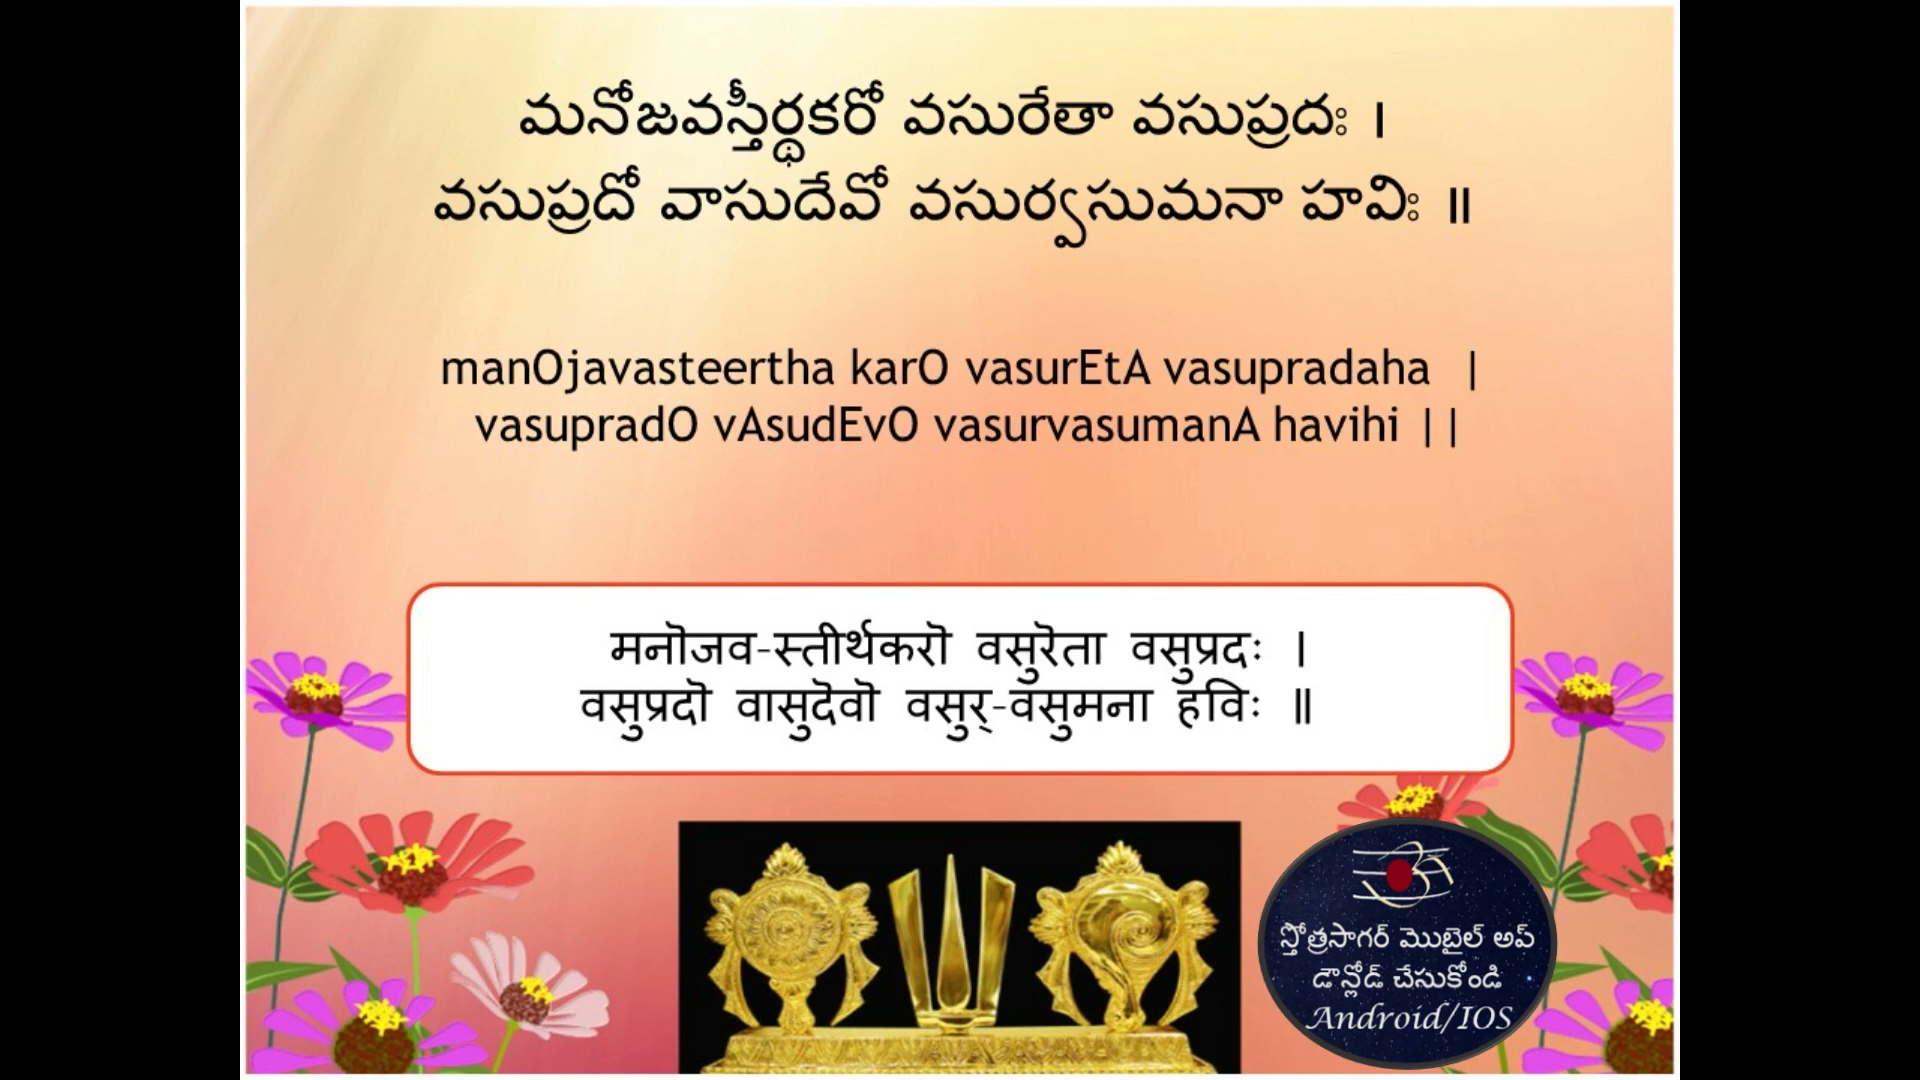 మనోజవస్తీర్థకరో వసురేతా వసుప్రదః ।
వసుప్రదో వాసుదేవో వసుర్వసుమనా హవిః ॥
manOjavasteertha karO vasurEtA vasupradaha |
vasupradO vAsudEvO vasurvasumanA havihi ||
मनॊजव-स्तीर्थकरॊ वसुरॆता वसुप्रदः ।
वसुप्रदॊ वासुदॆवॊ वसुर्-वसुमना हविः ॥
స్తోత్రసాగర్ మొబైల్ అప్
డౌన్లోడ్ చేసుకోండి
Android/IOS